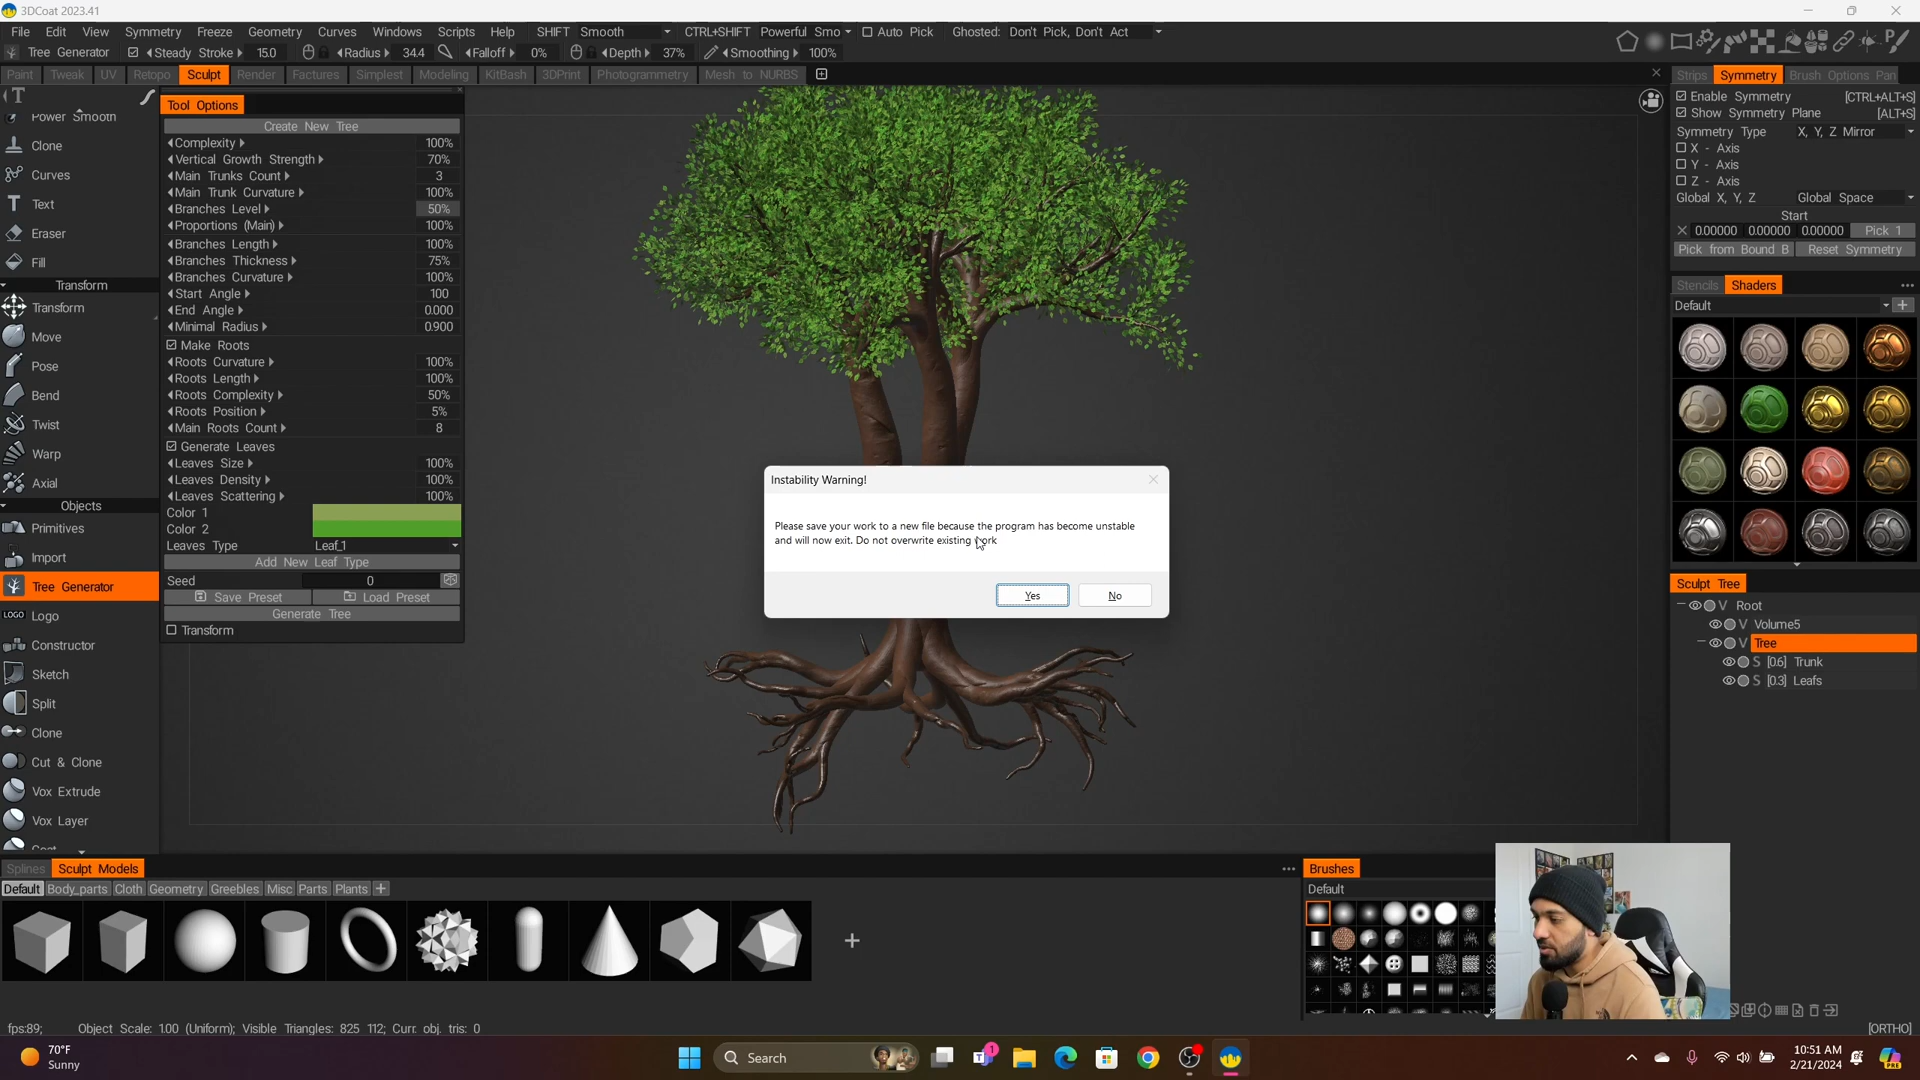 3DCoat 2023.41
File Edit View Symmetry Freeze Geometry Curves Windows Scripts Help SHIFT Smooth CTRL+SHIFT Powerful Smo Auto Pick Ghosted: Don't Pick, Don't Act
Tree Generator Steady Stroke 15.0 Radius 34.4 Falloff 0% Depth 37% Smoothing 100%
Paint Tweak UV Retopo Sculpt Render Factures Simplest Modeling KitBash 3DPrint Photogrammetry Mesh to NURBS
Power Smooth
Clone
Curves
Text
Eraser
Fill
Transform
Transform
Move
Pose
Bend
Twist
Warp
Axial
Objects
Primitives
Import
Tree Generator
LOGO Logo
Constructor
Sketch
Split
Clone
Cut & Clone
Vox Extrude
Vox Layer
Tool Options
Create New Tree
Complexity 100%
Vertical Growth Strength 70%
Main Trunks Count 3
Main Trunk Curvature 100%
Branches Level 50%
Proportions (Main) 100%
Branches Length 100%
Branches Thickness 75%
Branches Curvature 100%
Start Angle 100
End Angle 0.000
Minimal Radius 0.900
Make Roots
Roots Curvature 100%
Roots Length 100%
Roots Complexity 50%
Roots Position 5%
Main Roots Count 8
Generate Leaves
Leaves Size 100%
Leaves Density 100%
Leaves Scattering 100%
Color 1
Color 2
Leaves Type Leaf_1
Add New Leaf Type
Seed 0
Save Preset Load Preset
Generate Tree
Transform
Instability Warning!
Please save your work to a new file because the program has become unstable
and will now exit. Do not overwrite existing work
Yes No
Strips Symmetry Brush Options Pan
Enable Symmetry [CTRL+ALT+S]
Show Symmetry Plane [ALT+S]
Symmetry Type X, Y, Z Mirror
X - Axis
Y - Axis
Z - Axis
Global X, Y, Z Global Space
Start
0.00000 0.00000 0.00000 Pick 1
Pick from Bound B Reset Symmetry
Stencils Shaders
Default
Sculpt Tree
V Root
V Volume5
V Tree
S [0.6] Trunk
S [0.3] Leafs
Splines Sculpt Models
Default Body_parts Cloth Geometry Greebles Misc Parts Plants
Brushes
Default
fps:89; Object Scale: 1.00 (Uniform); Visible Triangles: 825 112; Curr. obj. tris: 0
[ORTHO]
70°F
Sunny
Search
1
10:51 AM
2/21/2024
PRE